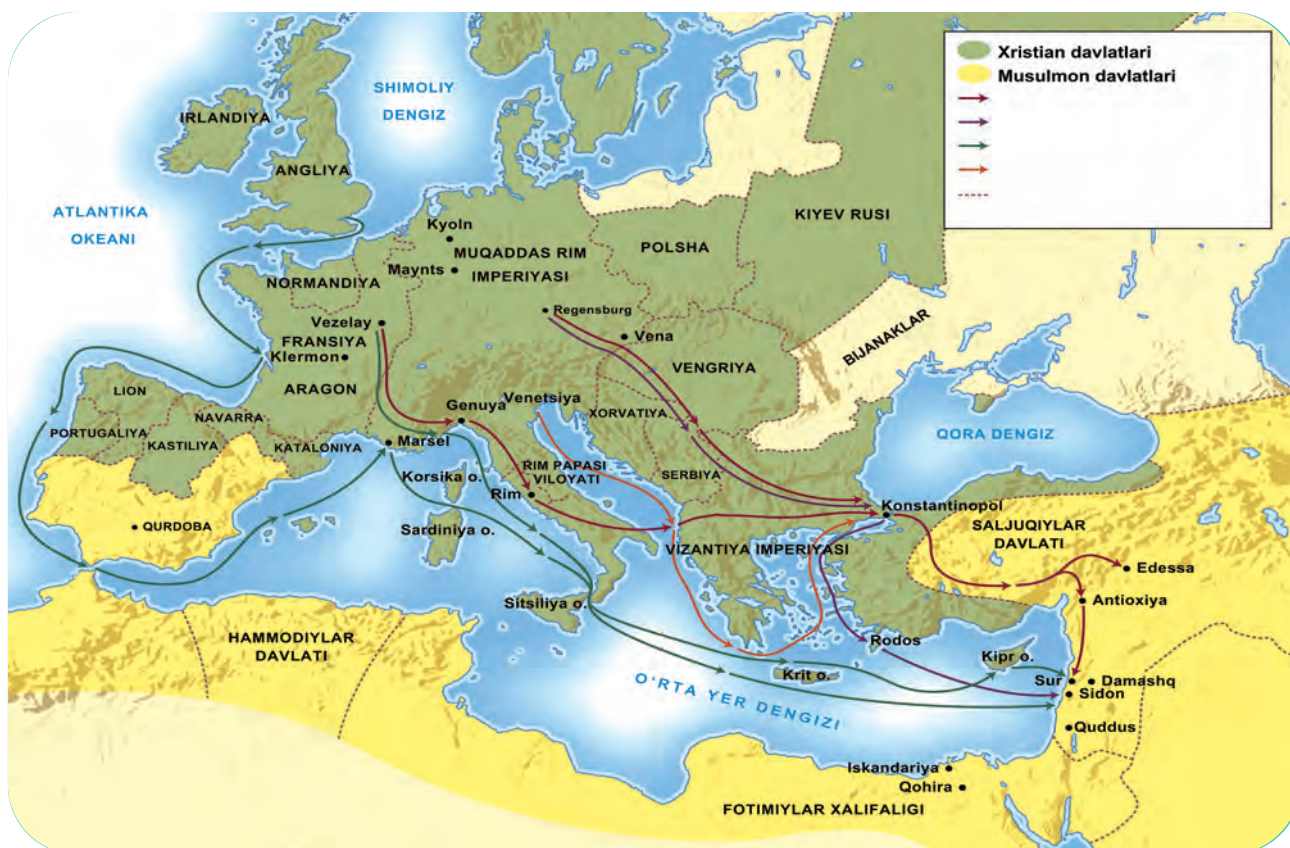 Xristian davlatlari
Musulmon davlatlari
SHIMOLIY
DENGIZ
IRLANDIYA
ANGLIYA
ATLANTIKA
OKEANI
KIYEV RUSI
Kyoln
POLSHA
MUQADDAS RIM
IMPERIYASI
Maynts
NORMANDIYA
Regensburg
Vezelay
Vena
FRANSIYA
Klermon
BIJANAKLAR
VENGRIYA
ARAGON
LION
Venetsiya
Genuya
XORVATIYA
NAVARRA
PORTUGALIYA
KASTILIYA
KATALONIYA
Marsel
QORA DENGIZ
RIM PAPASI
VILOYATI
SERBIYA
Korsika o.
Rim
Konstantinopol
QURDOBA
Sardiniya o.
SALJUQIYLAR
DAVLATI
VIZANTIYA IMPERIYASI
Edessa
Antioxiya
Sitsiliya o.
HAMMODIYLAR
DAVLATI
Rodos
Kipr o.
Krit o.
Sur
Damashq
Sidon
O‘RTA YER DENGIZI
Quddus
Iskandariya
Qohira
FOTIMIYLAR XALIFALIGI